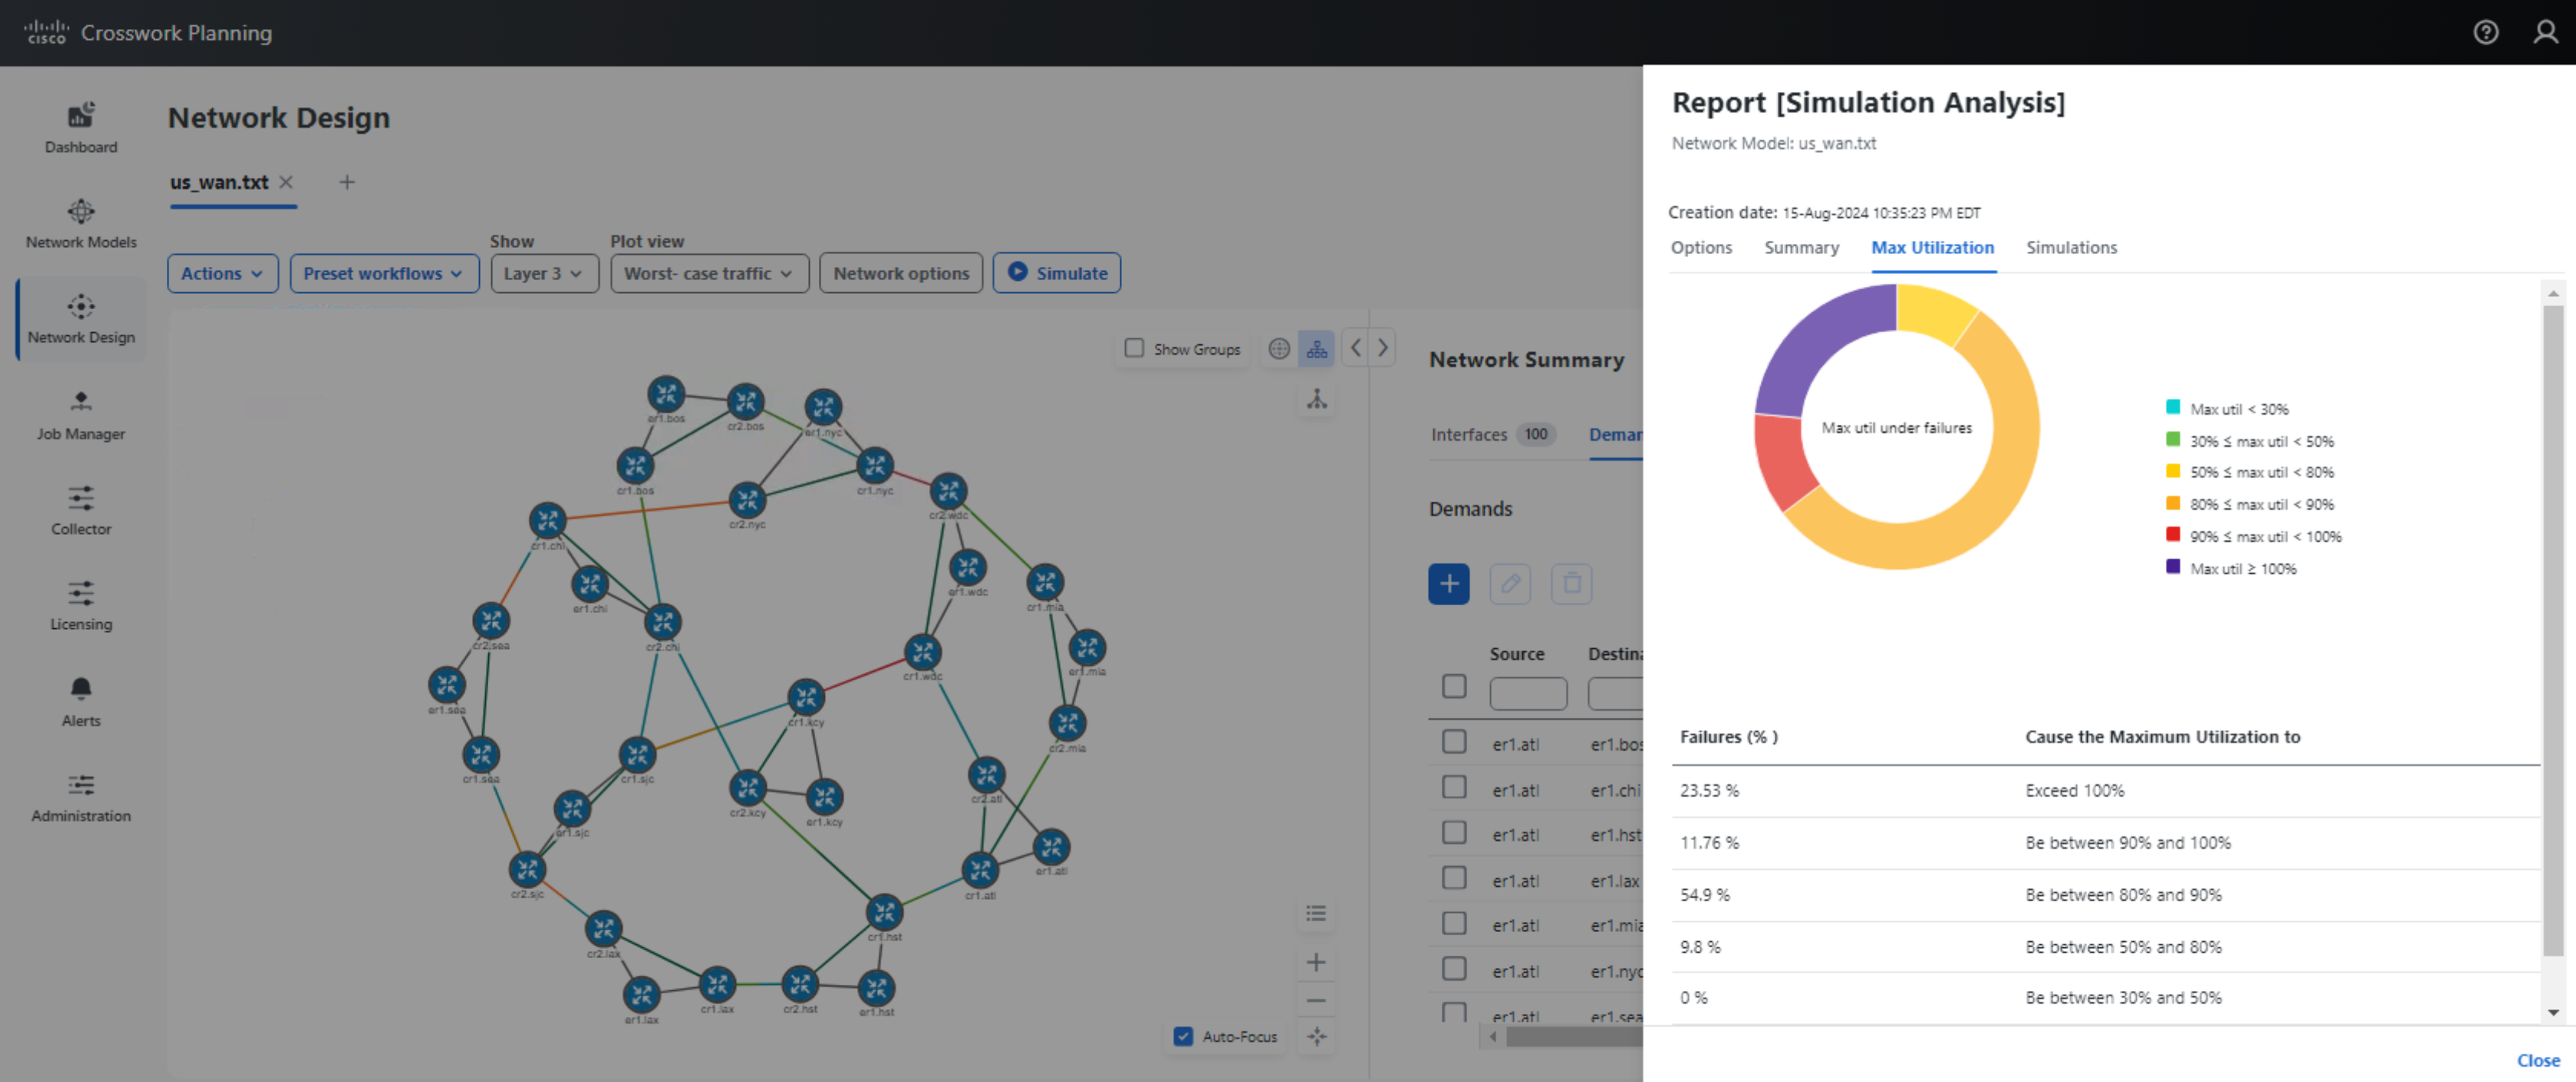 CISCO Crosswork Planning
Dashboard
Network Models
Network Design
Job Manager
Collector
Licensing
Alerts
Administration
Network Design
us_wan.txt
Show
Plot view
Actions
Preset workflows
Layer 3
Worst- case traffic
Network options
Simulate
Show Groups
er1.bos
cr2.bos
er1.nyc
cr1.bos
cr1.nyc
cr2.nyc
cr2.wdc
cr1.chi
er1.chi
er1.wdc
cr1.mia
cr2.sea
cr2.chi
cr1.wdc
er1.mia
er1.sea
cr1.kcy
cr2.mia
cr1.sea
cr1.sjc
cr2.atl
cr2.kcy
er1.kcy
er1.sjc
er1.atl
cr2.sjc
cr1.atl
cr1.hst
cr2.lax
cr1.lax
cr2.hst
er1.hst
er1.lax
Auto-Focus
Network Summary
Interfaces 100
Deman
Demands
Source Destina
er1.atl er1.bos
er1.atl er1.chi
er1.atl er1.hst
er1.atl er1.lax
er1.atl er1.mia
er1.atl er1.nyc
er1.atl er1.sea
Report [Simulation Analysis]
Network Model: us_wan.txt
Creation date: 15-Aug-2024 10:35:23 PM EDT
Options Summary Max Utilization Simulations
Max util under failures
Max util < 30%
30% ≤ max util < 50%
50% ≤ max util < 80%
80% ≤ max util < 90%
90% ≤ max util < 100%
Max util ≥ 100%
Failures (% ) Cause the Maximum Utilization to
23.53 % Exceed 100%
11.76 % Be between 90% and 100%
54.9 % Be between 80% and 90%
9.8 % Be between 50% and 80%
0 % Be between 30% and 50%
Close